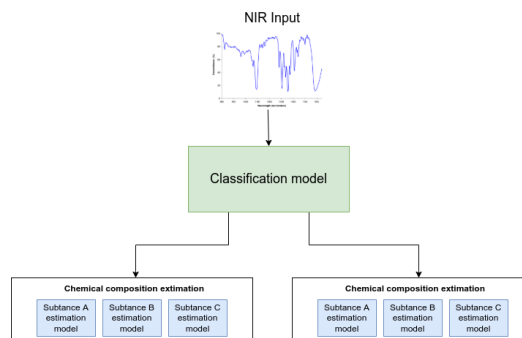 NIR Input
Classification model
Chemical composition extimation
Subtance A
estimation
model
Subtance B
estimation
model
Subtance C
estimation
model
Chemical composition extimation
Subtance A
estimation
model
Subtance B
estimation
model
Subtance C
estimation
model